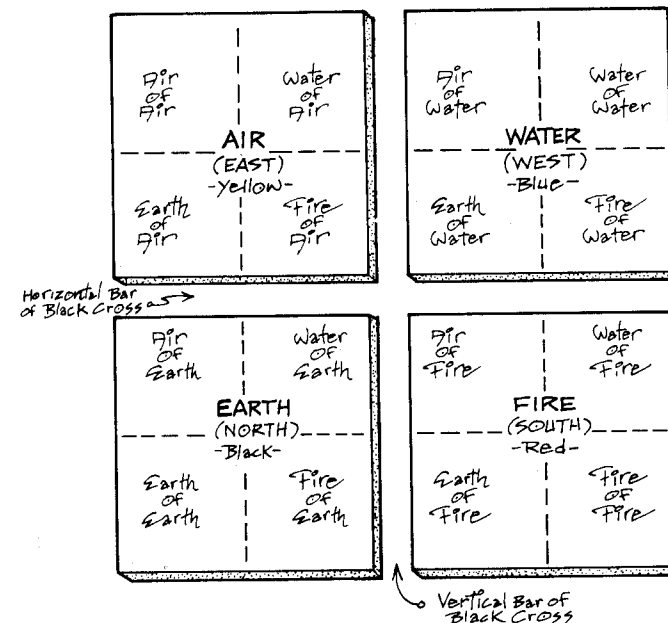 Air
of
Air
Water
of
Air
AIR
(EAST)
-Yellow-
Earth
of
Air
Fire
of
Air
Air
of
Water
Water
of
Water
WATER
(WEST)
-Blue-
Earth
of
Water
Fire
of
Water
Horizontal Bar
of Black Cross
Air
of
Earth
Water
of
Earth
EARTH
(NORTH)
-Black-
Earth
of
Earth
Fire
of
Earth
Air
of
Fire
Water
of
Fire
FIRE
(SOUTH)
-Red-
Earth
of
Fire
Fire
of
Fire
Vertical Bar of
Black Cross